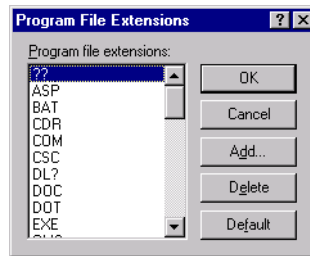 Program File Extensions
Program file extensions:
??
ASP
BAT
CDR
COM
CSC
DL?
DOC
DOT
EXE
OK
Cancel
Add...
Delete
Default